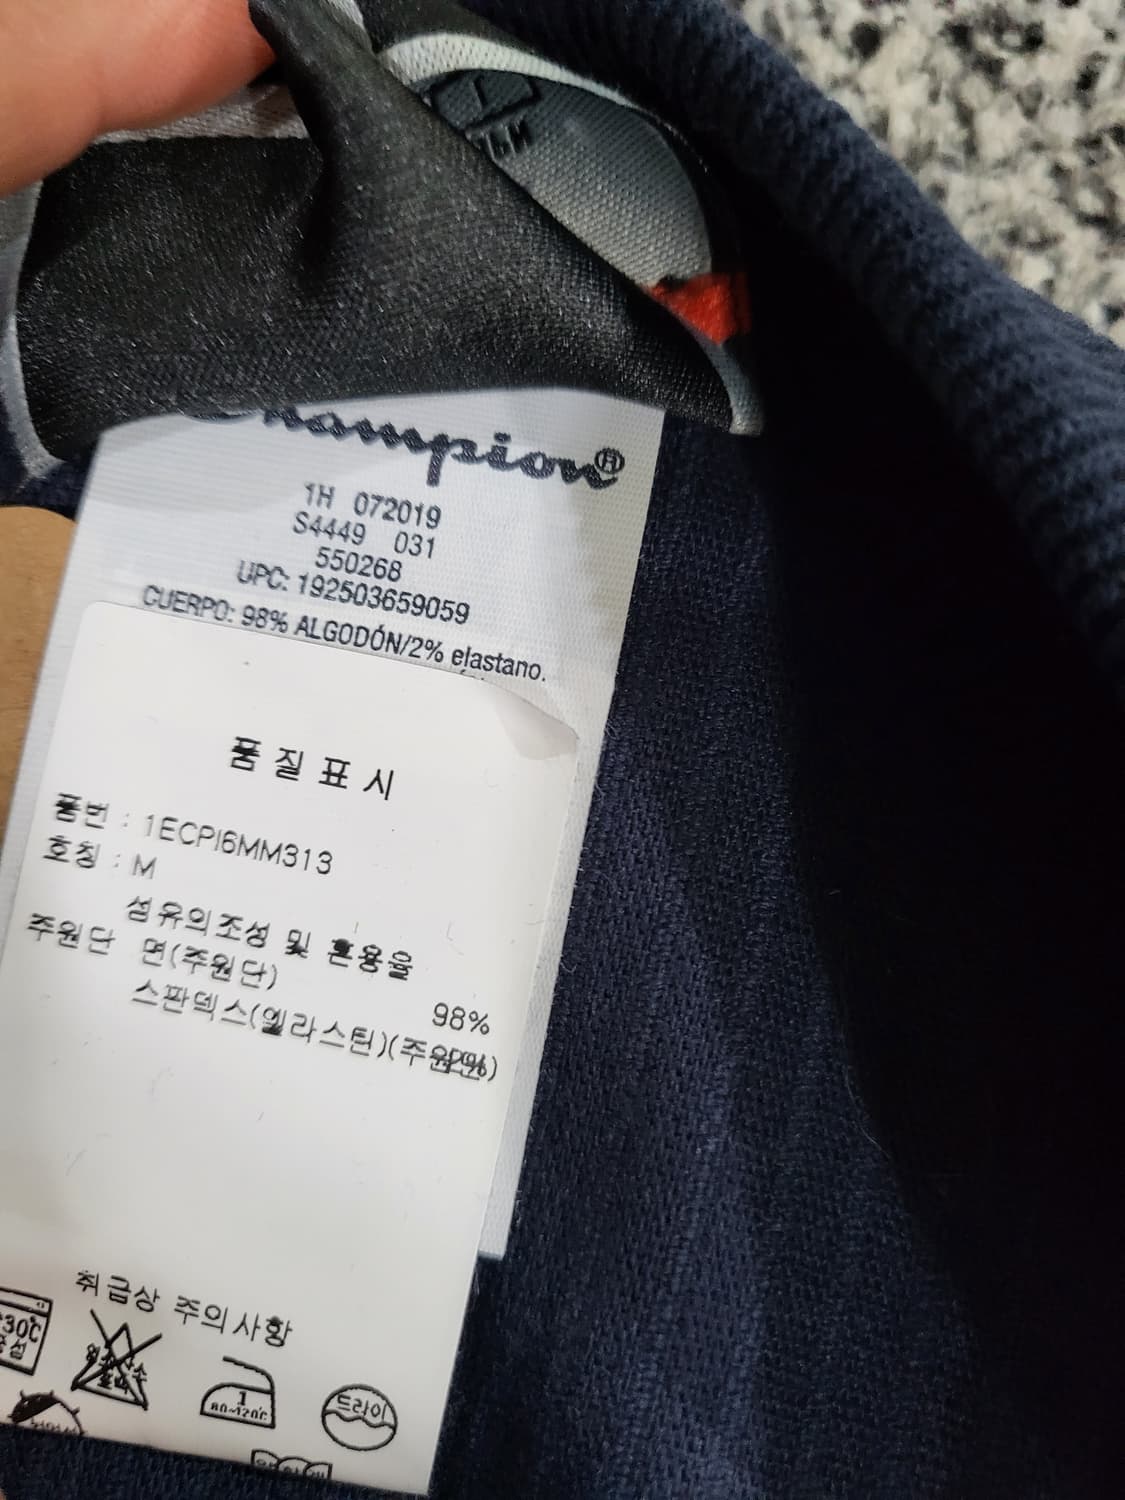 Champion®
1H 072019
S4449 031
550268
UPC: 192503659059
CUERPO: 98% ALGODÓN/2% elastano.
품질표시
품번 : 1ECPI6MM313
호칭 : M
섬유의조성 및 혼용율
주원단 면(주원단)
98%
스판덱스(엘라스틴)(주원단)
취급상 주의사항
30℃
1
80~120℃
드라이